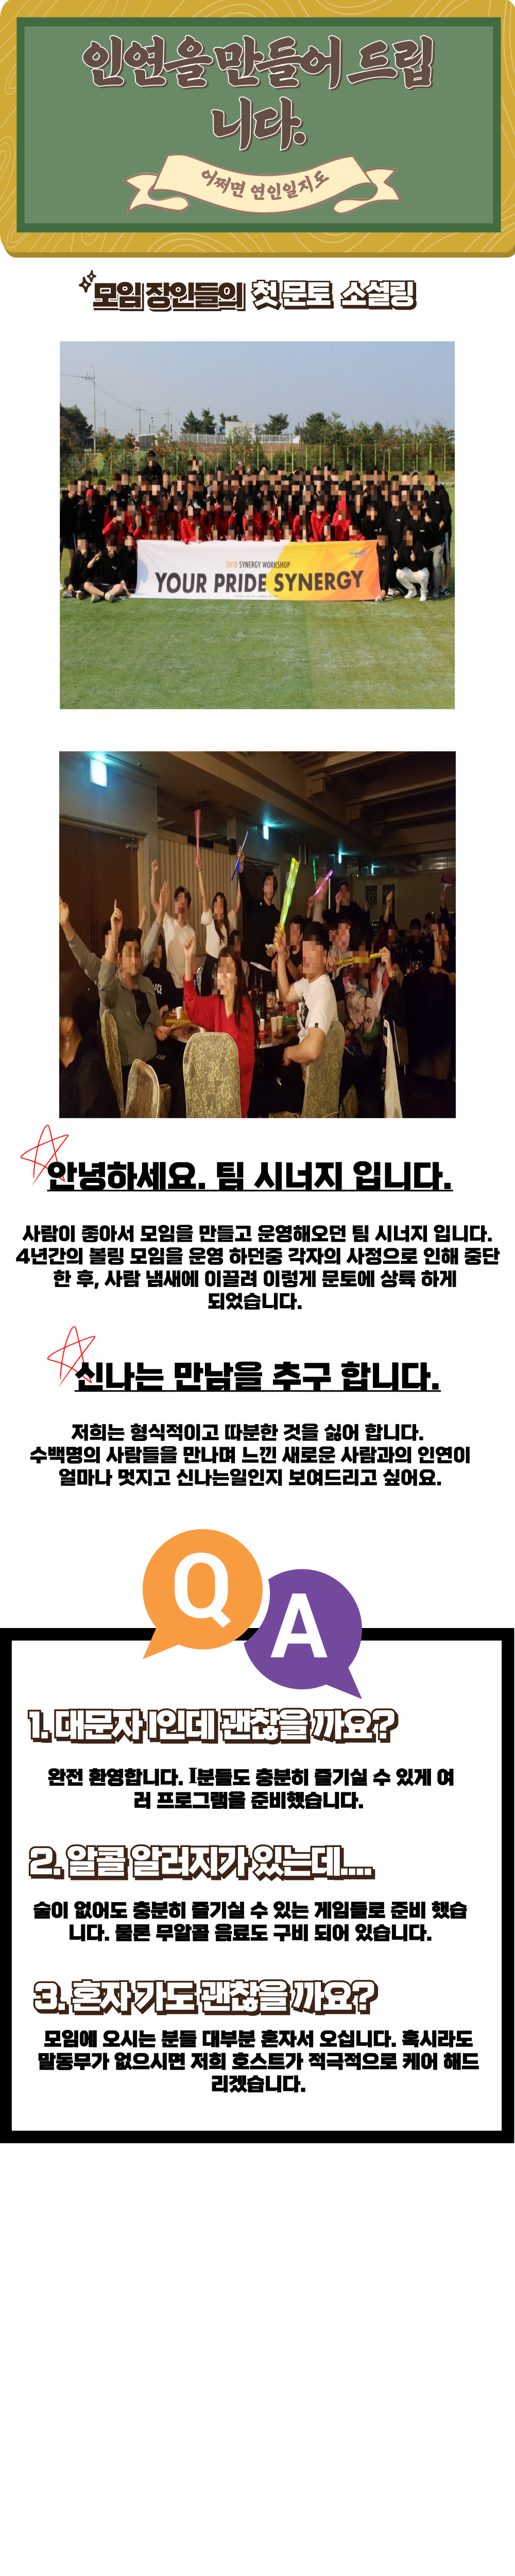 인연을 만들어 드립
니다.
어쩌면 연인일지도
모임 장인들의 첫 문토 소셜링
2018 SYNERGY WORKSHOP
YOUR PRIDE SYNERGY
안녕하세요. 팀 시너지 입니다.
사람이 좋아서 모임을 만들고 운영해오던 팀 시너지 입니다.
4년간의 볼링 모임을 운영 하던중 각자의 사정으로 인해 중단
한 후, 사람 냄새에 이끌려 이렇게 문토에 상륙 하게
되었습니다.
신나는 만남을 추구 합니다.
저희는 형식적이고 따분한 것을 싫어 합니다.
수백명의 사람들을 만나며 느낀 새로운 사람과의 인연이
얼마나 멋지고 신나는일인지 보여드리고 싶어요.
Q A
1. 대문자 I인데 괜찮을 까요?
완전 환영합니다. I분들도 충분히 즐기실 수 있게 여
러 프로그램을 준비했습니다.
2. 알콜 알러지가 있는데....
술이 없어도 충분히 즐기실 수 있는 게임들로 준비 했습
니다. 물론 무알콜 음료도 구비 되어 있습니다.
3. 혼자 가도 괜찮을 까요?
모임에 오시는 분들 대부분 혼자서 오십니다. 혹시라도
말동무가 없으시면 저희 호스트가 적극적으로 케어 해드
리겠습니다.